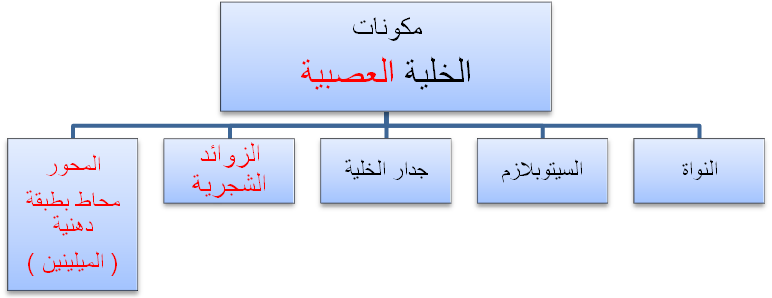 مكونات
الخلية العصبية
النواة
السيتوبلازم
جدار الخلية
الزوائد
الشجرية
المحور
محاط بطبقة
دهنية
( الميلينين )